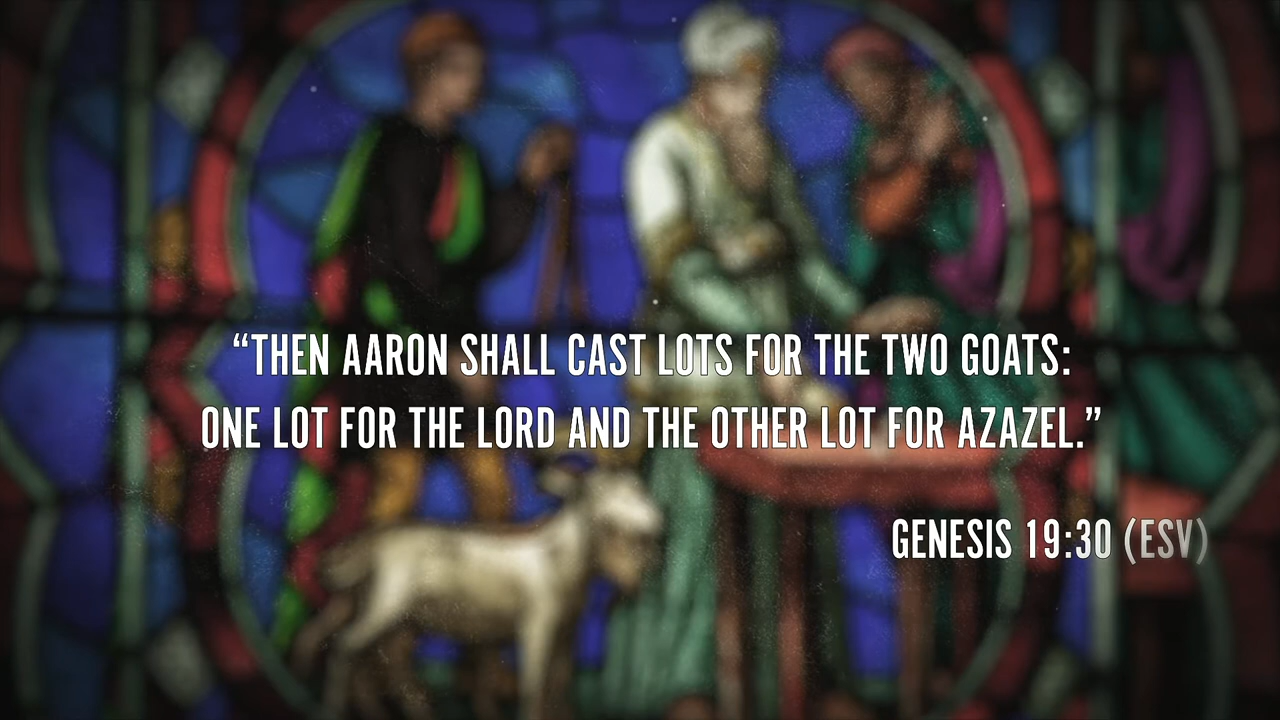 “THEN AARON SHALL CAST LOTS FOR THE TWO GOATS:
ONE LOT FOR THE LORD AND THE OTHER LOT FOR AZAZEL.”
GENESIS 19:30 (ESV)